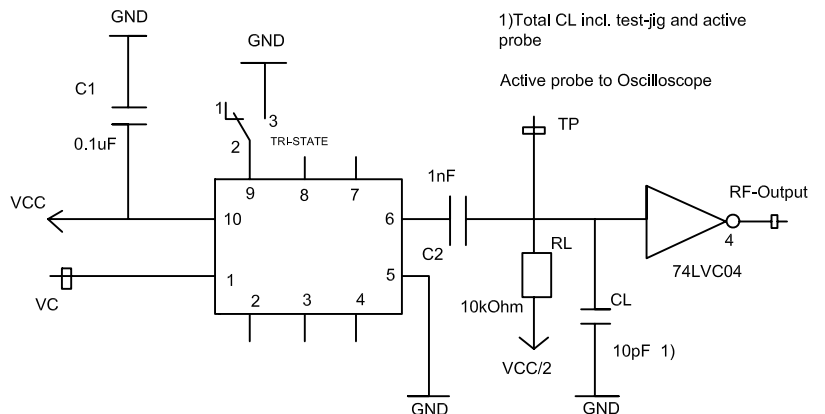 GND
1)Total CL incl. test-jig and active
probe
GND
Active probe to Oscilloscope
C1
1
3
TP
0.1uF
2
TRI-STATE
1nF
9
8
7
RF-Output
VCC
10
6
4
C2
RL
74LVC04
1
5
VC
2
3
4
10kOhm
CL
10pF 1)
VCC/2
GND
GND